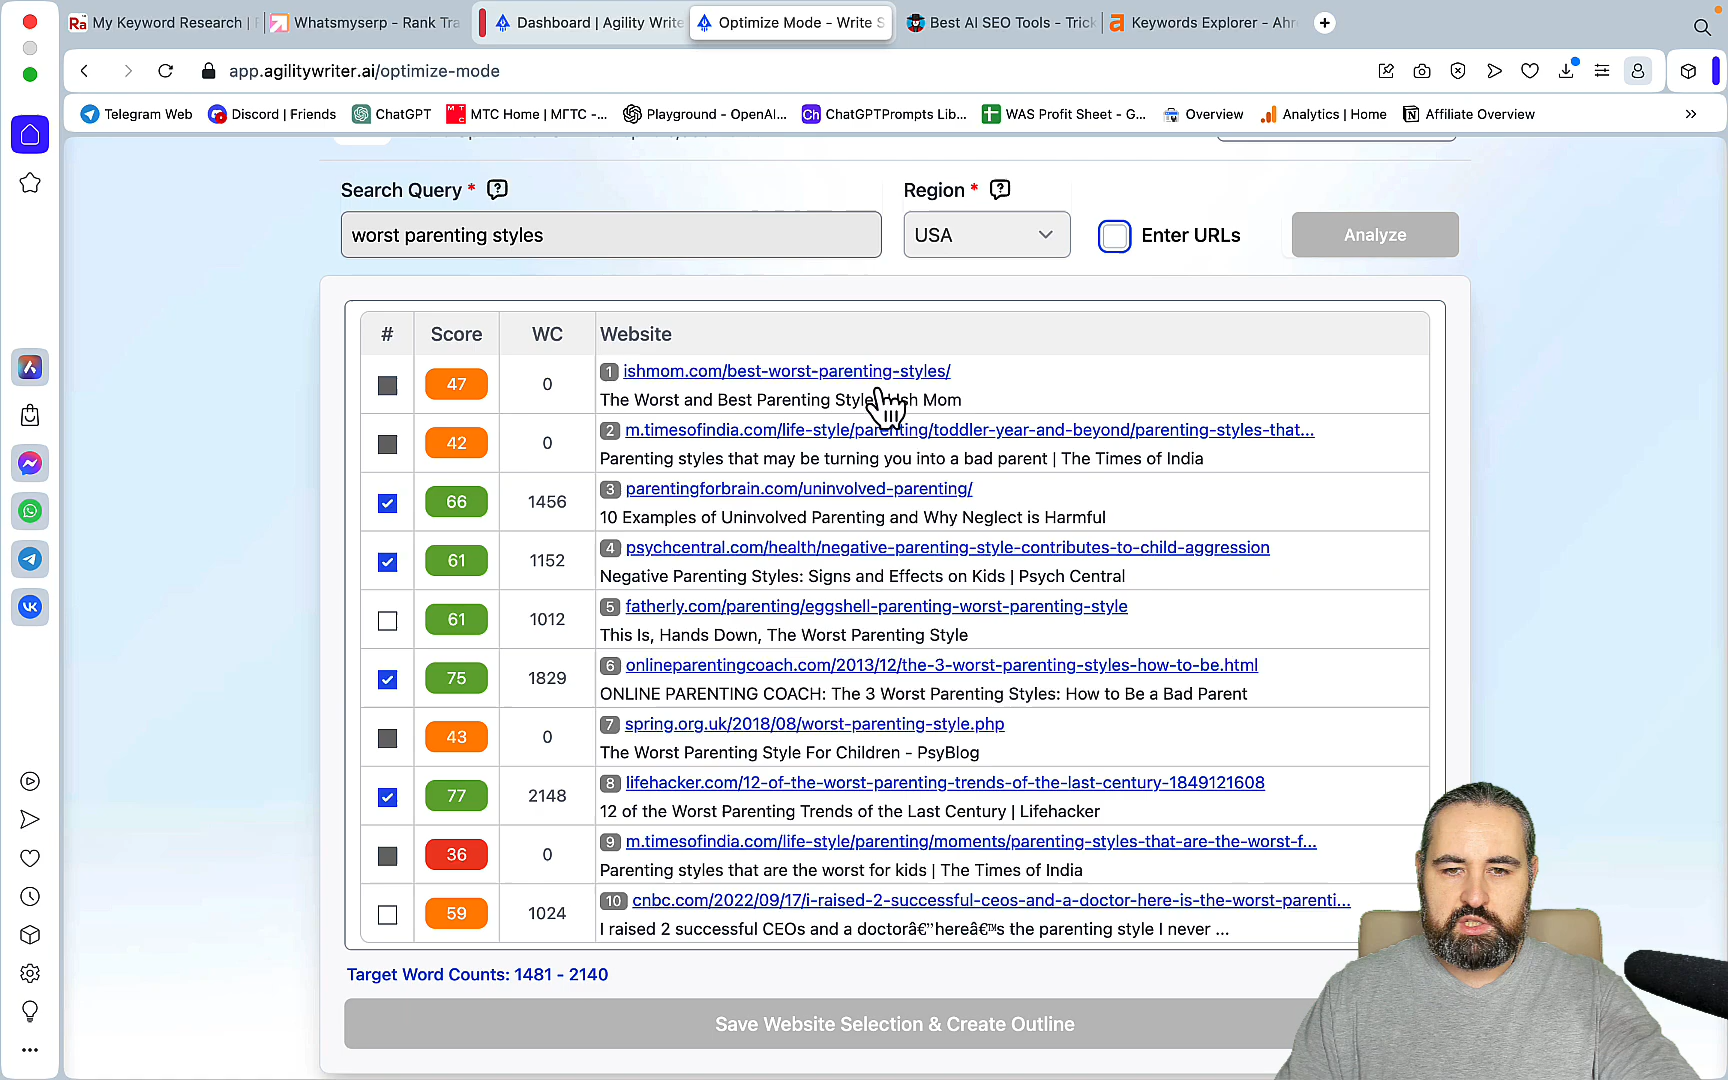 My Keyword Research |
Whatsmyserp - Rank Tra
Dashboard | Agility Write
Optimize Mode - Write S
Best AI SEO Tools - Trick
Keywords Explorer - Ahr
app.agilitywriter.ai/optimize-mode
Telegram Web
Discord | Friends
ChatGPT
МТС Home | МГТС -...
Playground - OpenAI...
ChatGPTPrompts Lib...
WAS Profit Sheet - G...
Overview
Analytics | Home
Affiliate Overview
Search Query *
Region *
worst parenting styles
USA
Enter URLs
Analyze
# Score WC Website
47 0 1 ishmom.com/best-worst-parenting-styles/
The Worst and Best Parenting Mom
42 0 2 m.timesofindia.com/life-style/parenting/toddler-year-and-beyond/parenting-styles-that...
Parenting styles that may be turning you into a bad parent | The Times of India
66 1456 3 parentingforbrain.com/uninvolved-parenting/
10 Examples of Uninvolved Parenting and Why Neglect is Harmful
61 1152 4 psychcentral.com/health/negative-parenting-style-contributes-to-child-aggression
Negative Parenting Styles: Signs and Effects on Kids | Psych Central
61 1012 5 fatherly.com/parenting/eggshell-parenting-worst-parenting-style
This Is, Hands Down, The Worst Parenting Style
75 1829 6 onlineparentingcoach.com/2013/12/the-3-worst-parenting-styles-how-to-be.html
ONLINE PARENTING COACH: The 3 Worst Parenting Styles: How to Be a Bad Parent
43 0 7 spring.org.uk/2018/08/worst-parenting-style.php
The Worst Parenting Style For Children - PsyBlog
77 2148 8 lifehacker.com/12-of-the-worst-parenting-trends-of-the-last-century-1849121608
12 of the Worst Parenting Trends of the Last Century | Lifehacker
36 0 9 m.timesofindia.com/life-style/parenting/moments/parenting-styles-that-are-the-worst-f...
Parenting styles that are the worst for kids | The Times of India
59 1024 10 cnbc.com/2022/09/17/i-raised-2-successful-ceos-and-a-doctor-here-is-the-worst-parenti...
I raised 2 successful CEOs and a doctorâ€"hereâ€™s the parenting style I never ...
Target Word Counts: 1481 - 2140
Save Website Selection & Create Outline